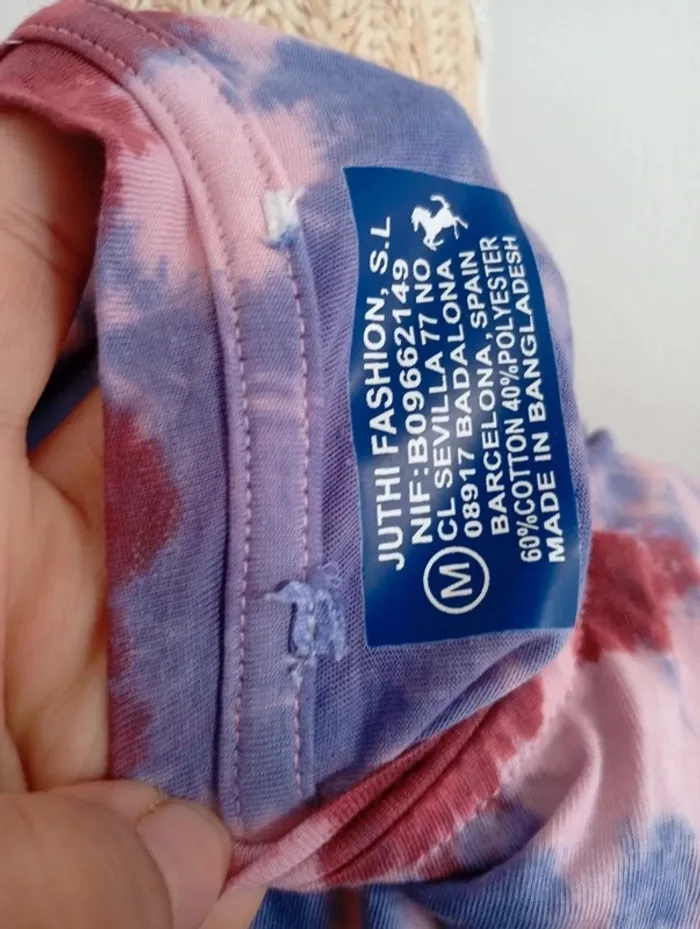 JUTHI FASHION, S.L
NIF:B09662149
CL SEVILLA 77 NO
08917 BADALONA
BARCELONA, SPAIN
60%COTTON 40%POLYESTER
MADE IN BANGLADESH
M